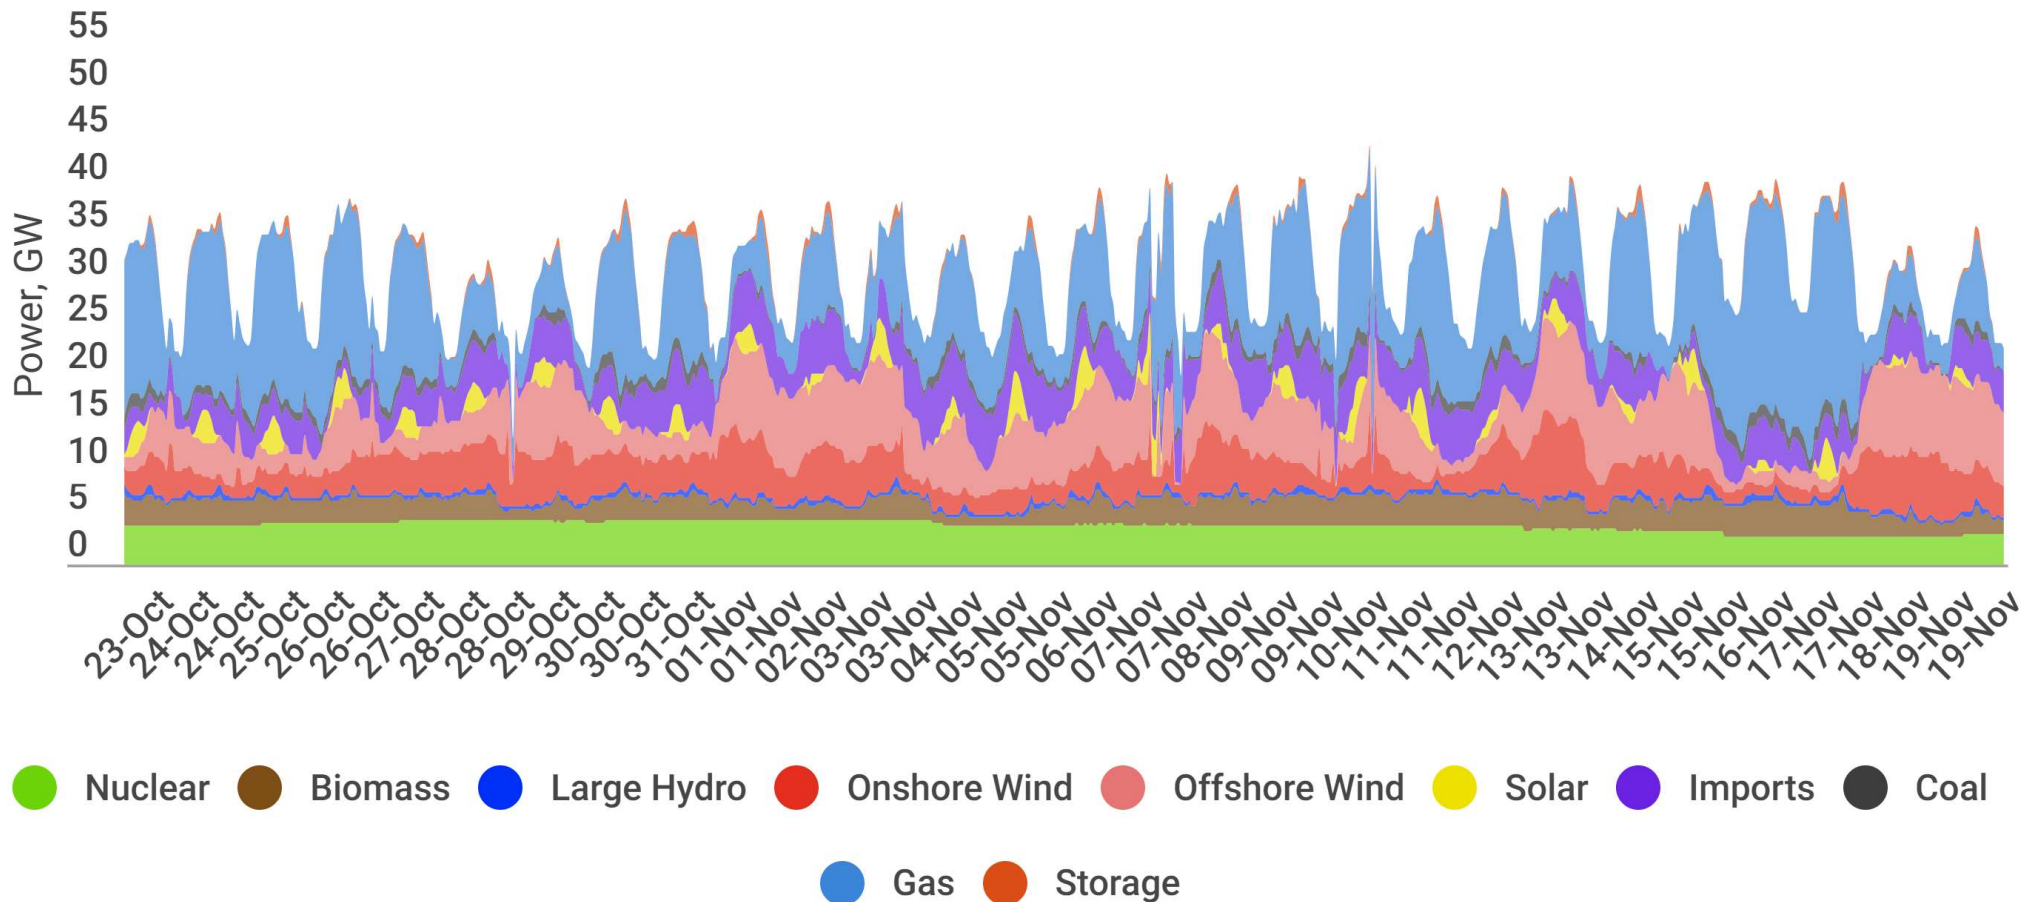 55
50
45
40
35
30
25
20
15
10
5
0
Power, GW
23-Oct
24-Oct
24-Oct
25-Oct
25-Oct
26-Oct
27-Oct
28-Oct
28-Oct
29-Oct
30-Oct
30-Oct
31-Oct
01-Nov
01-Nov
02-Nov
03-Nov
03-Nov
04-Nov
05-Nov
05-Nov
06-Nov
07-Nov
07-Nov
08-Nov
09-Nov
09-Nov
10-Nov
11-Nov
11-Nov
12-Nov
13-Nov
13-Nov
14-Nov
15-Nov
15-Nov
16-Nov
17-Nov
17-Nov
18-Nov
19-Nov
19-Nov
Nuclear Biomass Large Hydro Onshore Wind Offshore Wind Solar Imports Coal
Gas Storage